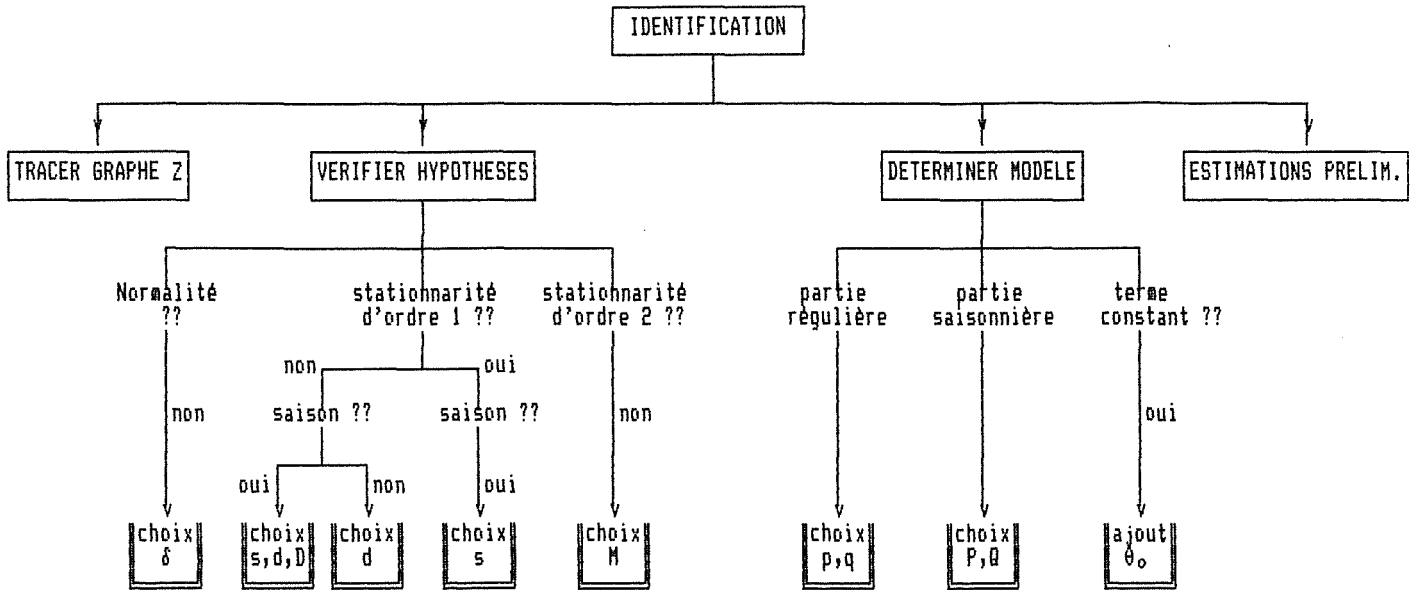 IDENTIFICATION
TRACER GRAPHE Z
VERIFIER HYPOTHESES
DETERMINER MODELE
ESTIMATIONS PRELIM.
Normalité
??
stationnarité
d'ordre 1 ??
stationnarité
d'ordre 2 ??
partie
règulière
partie
saisonnière
terme
constant ??
non
oui
non
saison ??
saison ??
non
oui
oui
non
oui
choix
δ
choix
s,d,D
choix
d
choix
s
choix
M
choix
p,q
choix
P,Q
ajout
θ₀